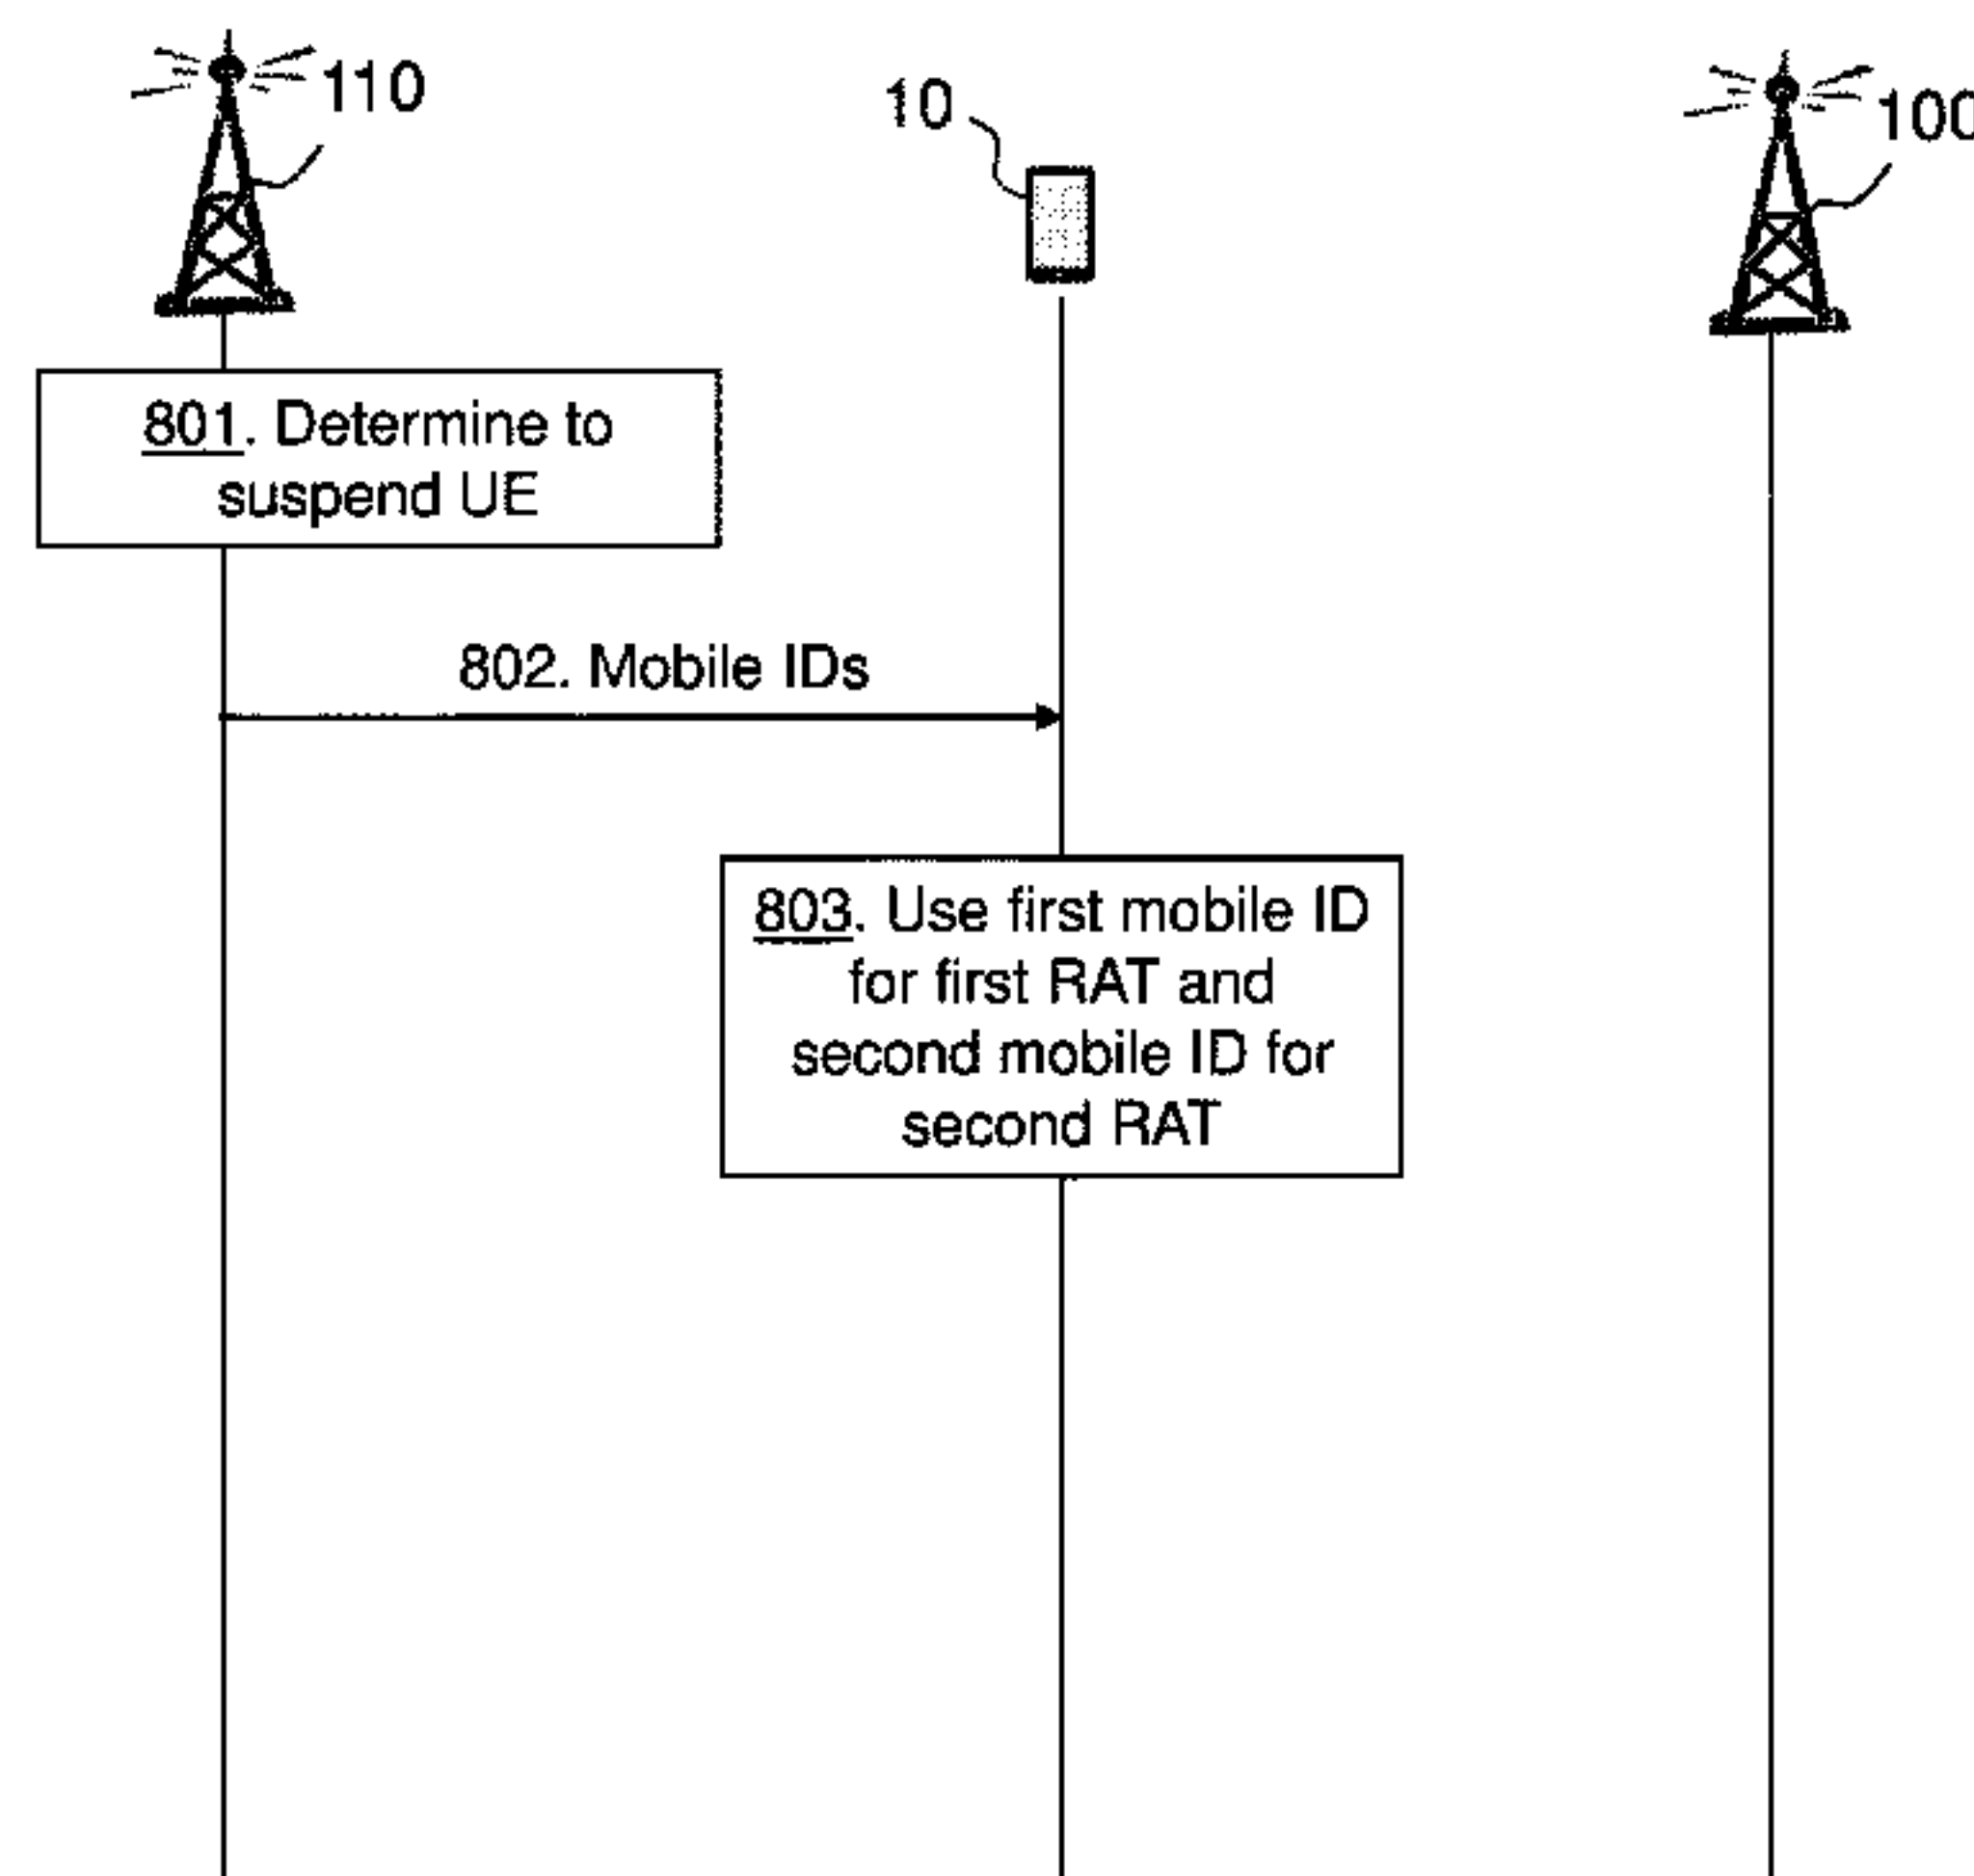 110
10
100
801. Determine to
suspend UE
802. Mobile IDs
803. Use first mobile ID
for first RAT and
second mobile ID for
second RAT